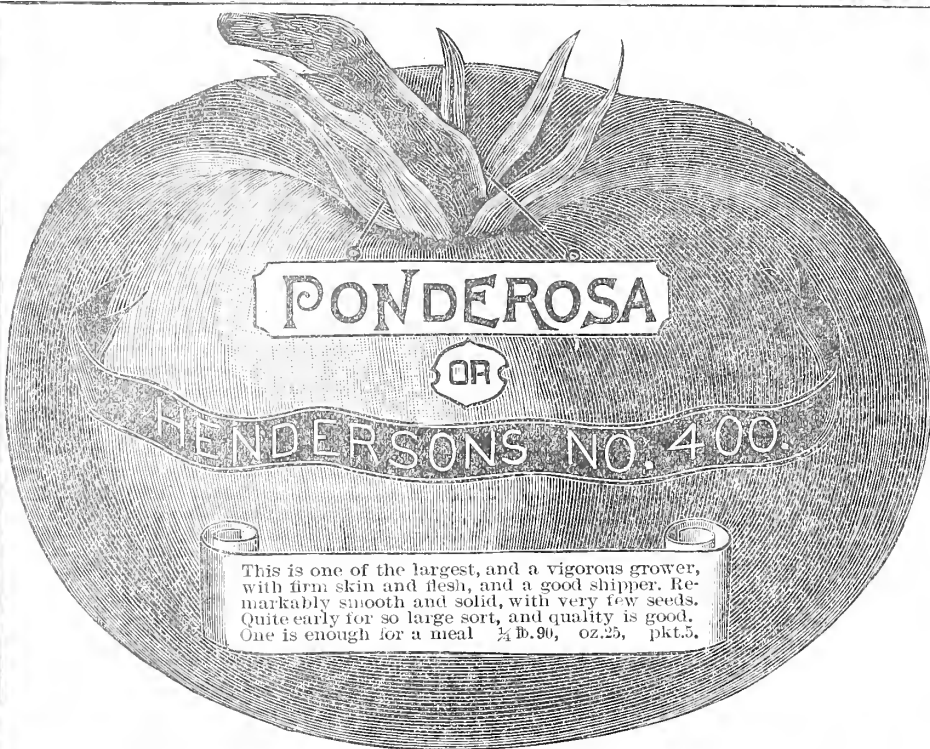 PONDEROSA
OR
HENDERSONS NO. 400.
This is one of the largest, and a vigorous grower,
with firm skin and flesh, and a good shipper. Re-
markably smooth and solid, with very few seeds.
Quite early for so large sort, and quality is good.
One is enough for a meal ¼ lb.90, oz.25, pkt.5.